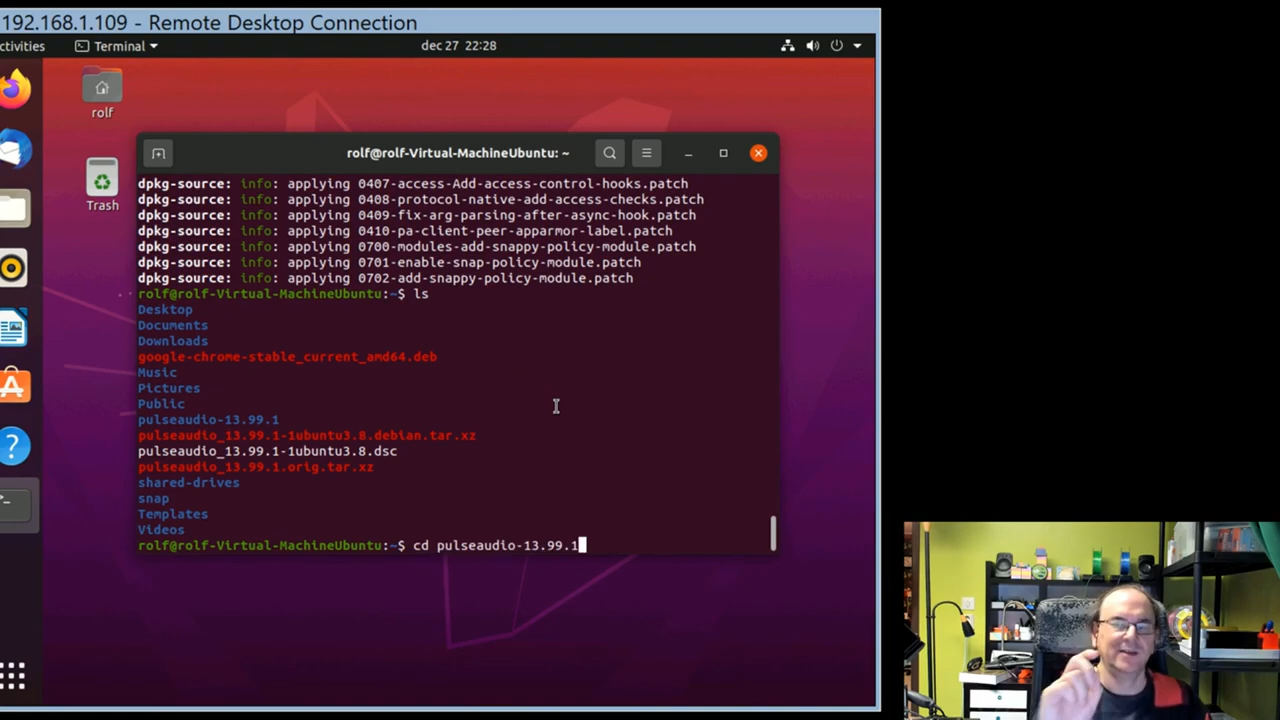 192.168.1.109 - Remote Desktop Connection
ctivities
Terminal
dec 27 22:28
rolf
Trash
rolf@rolf-Virtual-MachineUbuntu: ~
dpkg-source: info: applying 0407-access-Add-access-control-hooks.patch
dpkg-source: info: applying 0408-protocol-native-add-access-checks.patch
dpkg-source: info: applying 0409-fix-arg-parsing-after-async-hook.patch
dpkg-source: info: applying 0410-pa-client-peer-apparmor-label.patch
dpkg-source: info: applying 0700-modules-add-snappy-policy-module.patch
dpkg-source: info: applying 0701-enable-snap-policy-module.patch
dpkg-source: info: applying 0702-add-snappy-policy-module.patch
rolf@rolf-Virtual-MachineUbuntu:~$ ls
Desktop
Documents
Downloads
google-chrome-stable_current_amd64.deb
Music
Pictures
Public
pulseaudio-13.99.1
pulseaudio_13.99.1-1ubuntu3.8.debian.tar.xz
pulseaudio_13.99.1-1ubuntu3.8.dsc
pulseaudio_13.99.1.orig.tar.xz
shared-drives
snap
Templates
Videos
rolf@rolf-Virtual-MachineUbuntu:~$ cd pulseaudio-13.99.1